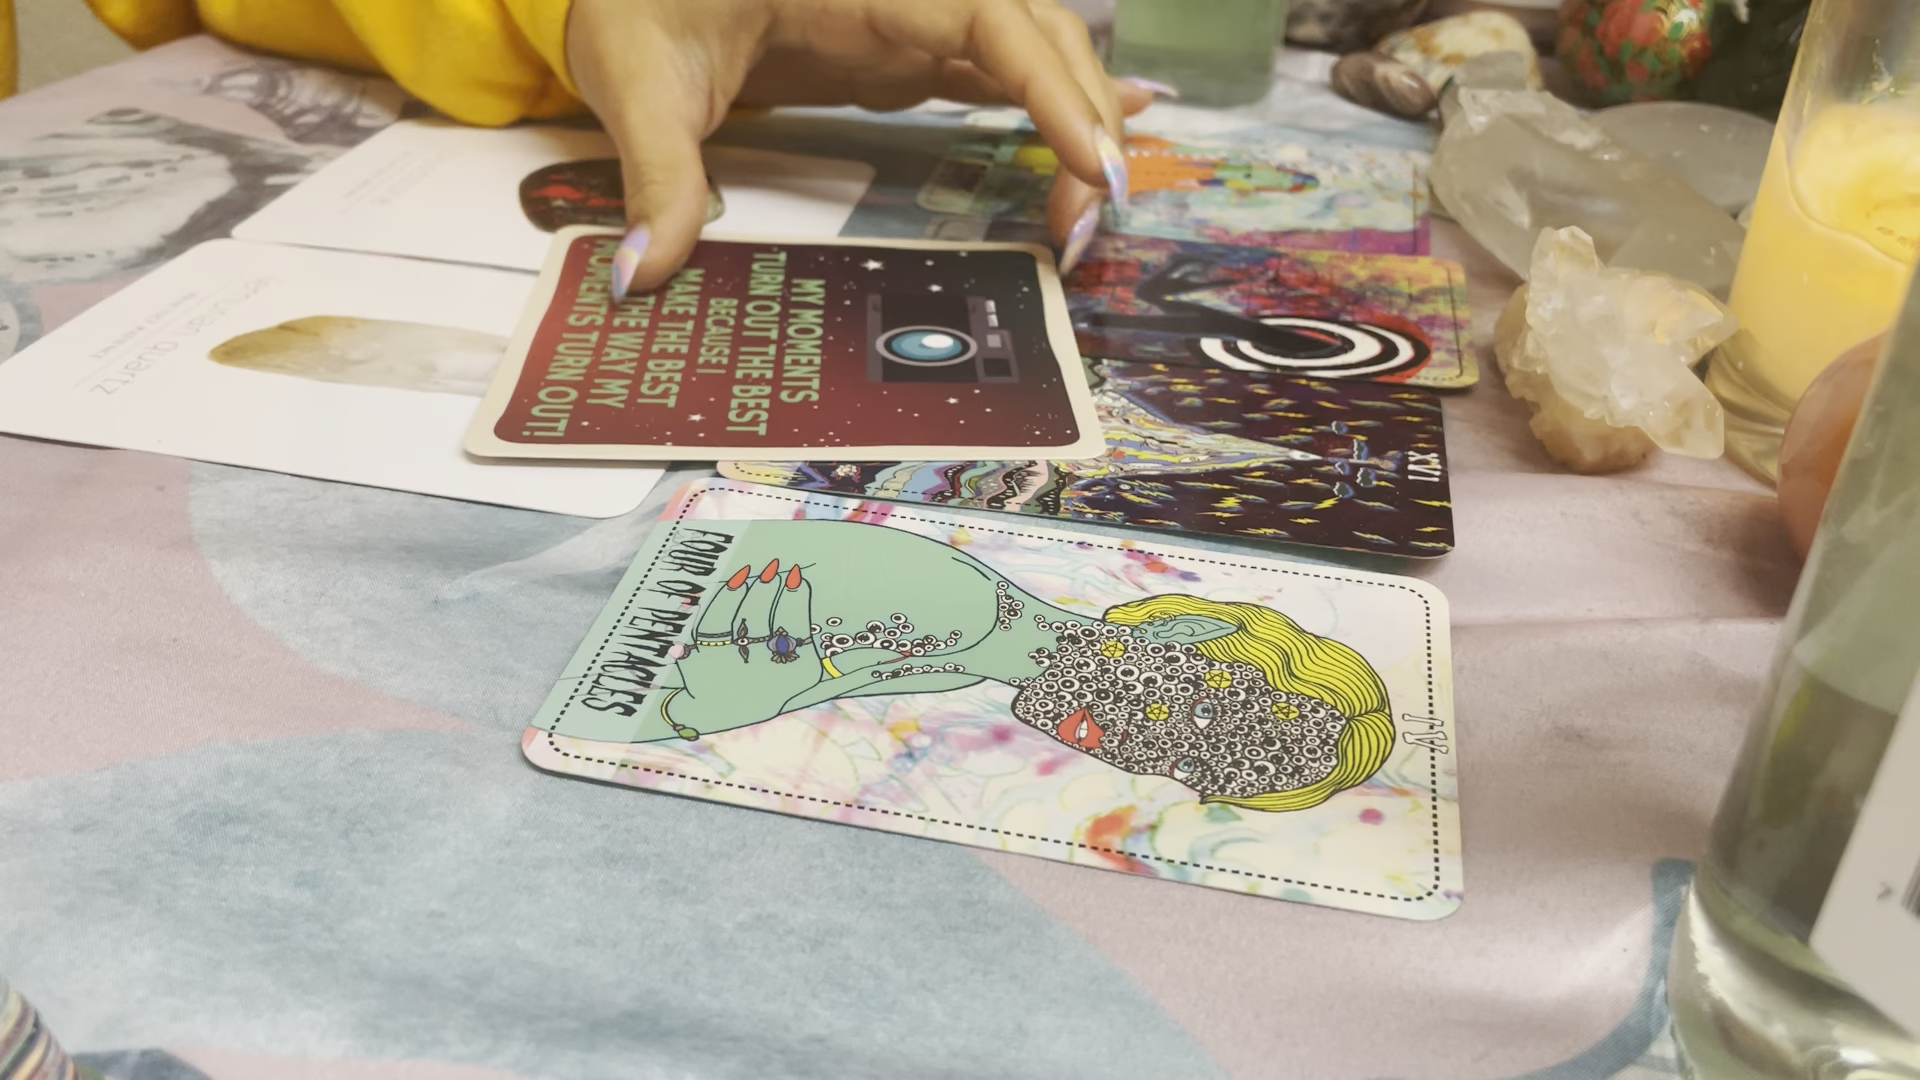 MY MOMENTS
TURN OUT THE BEST
BECAUSE I
MAKE THE BEST
THE WAY MY
MOMENTS TURN OUT!
lemurian quartz
XVI
FOUR OF PENTACLES
IV